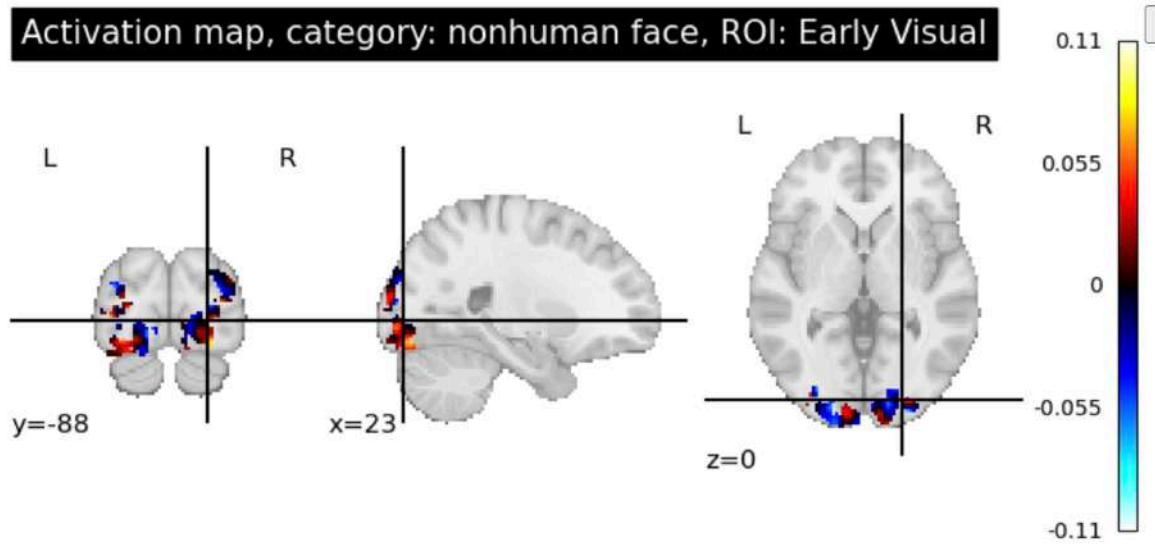 Activation map, category: nonhuman face, ROI: Early Visual
L
R
y=-88
x=23
L
R
z=0
0.11
0.055
0
-0.055
-0.11